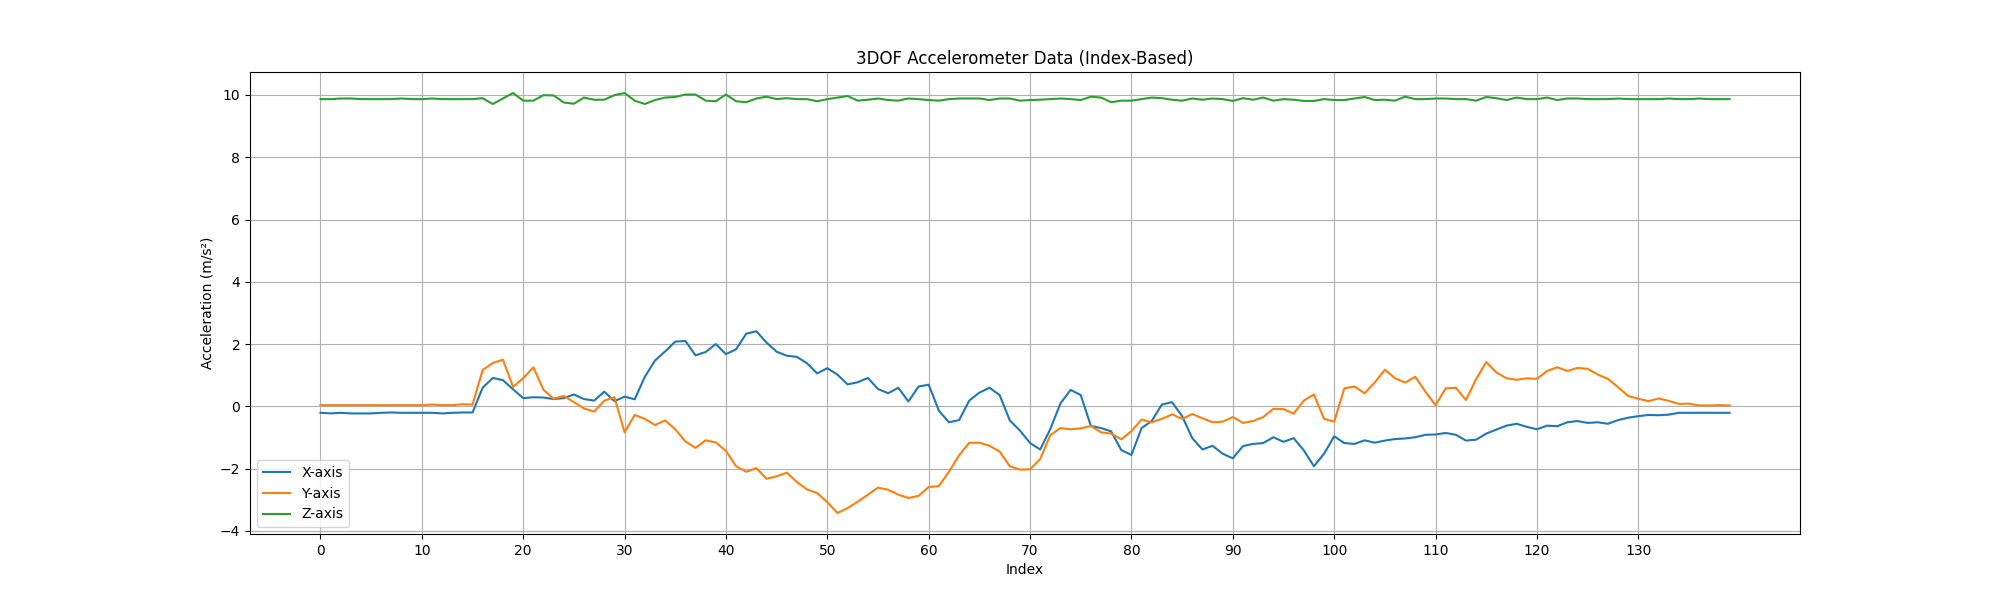 3DOF Accelerometer Data (Index-Based)
Acceleration (m/s²)
10
8
6
4
2
0
−2
−4
X-axis
Y-axis
Z-axis
0 10 20 30 40 50 60 70 80 90 100 110 120 130
Index